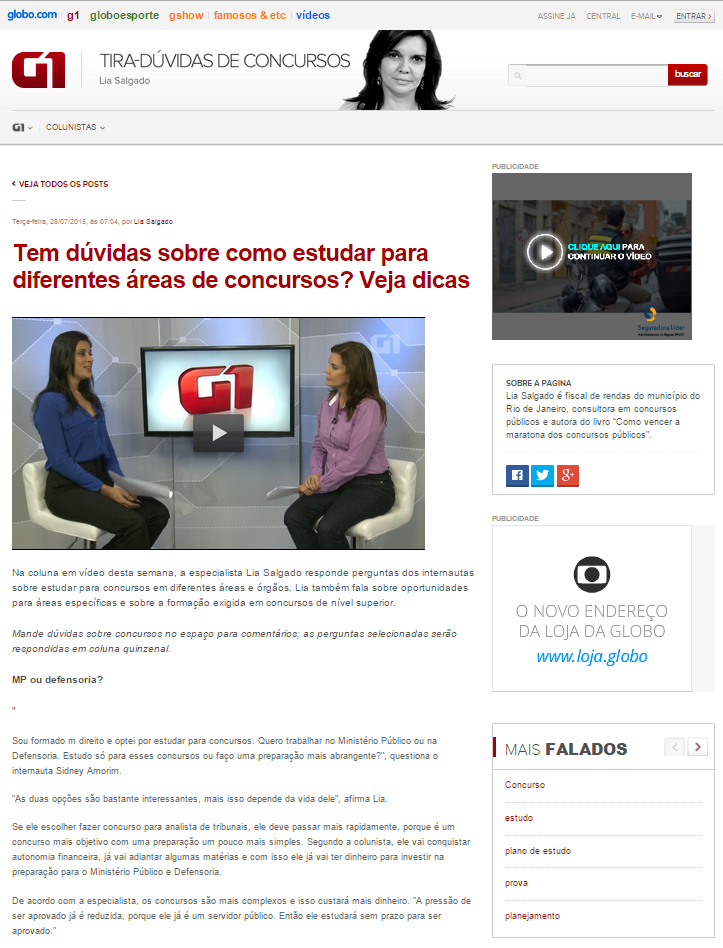 globo.com g1 globoesporte gshow famosos & etc vídeos
ASSINE JÁ CENTRAL E-MAIL ENTRAR
G1
TIRA-DÚVIDAS DE CONCURSOS
Lia Salgado
buscar
G1 COLUNISTAS
VEJA TODOS OS POSTS
Terça-feira, 28/07/2015, às 07:04, por Lia Salgado
Tem dúvidas sobre como estudar para
diferentes áreas de concursos? Veja dicas
G1
G1
Na coluna em vídeo desta semana, a especialista Lia Salgado responde perguntas dos internautas
sobre estudar para concursos em diferentes áreas e órgãos. Lia também fala sobre oportunidades
para áreas específicas e sobre a formação exigida em concursos de nível superior.
Mande dúvidas sobre concursos no espaço para comentários; as perguntas selecionadas serão
respondidas em coluna quinzenal.
MP ou defensoria?
"
Sou formado m direito e optei por estudar para concursos. Quero trabalhar no Ministério Público ou na
Defensoria. Estudo só para esses concursos ou faço uma preparação mais abrangente?", questiona o
internauta Sidney Amorim.
"As duas opções são bastante interessantes, mais isso depende da vida dele", afirma Lia.
Se ele escolher fazer concurso para analista de tribunais, ele deve passar mais rapidamente, porque é um
concurso mais objetivo com uma preparação um pouco mais simples. Segundo a colunista, ele vai conquistar
autonomia financeira, já vai adiantar algumas matérias e com isso ele já vai ter dinheiro para investir na
preparação para o Ministério Público e Defensoria.
De acordo com a especialista, os concursos são mais complexos e isso custará mais dinheiro. "A pressão de
ser aprovado já é reduzida, porque ele já é um servidor público. Então ele estudará sem prazo para ser
aprovado."
PUBLICIDADE
CLIQUE AQUI PARA
CONTINUAR O VÍDEO
Seguradora Líder
SOBRE A PÁGINA
Lia Salgado é fiscal de rendas do município do
Rio de Janeiro, consultora em concursos
públicos e autora do livro "Como vencer a
maratona dos concursos públicos".
PUBLICIDADE
O NOVO ENDEREÇO
DA LOJA DA GLOBO
www.loja.globo
MAIS FALADOS
Concurso
estudo
plano de estudo
prova
planejamento